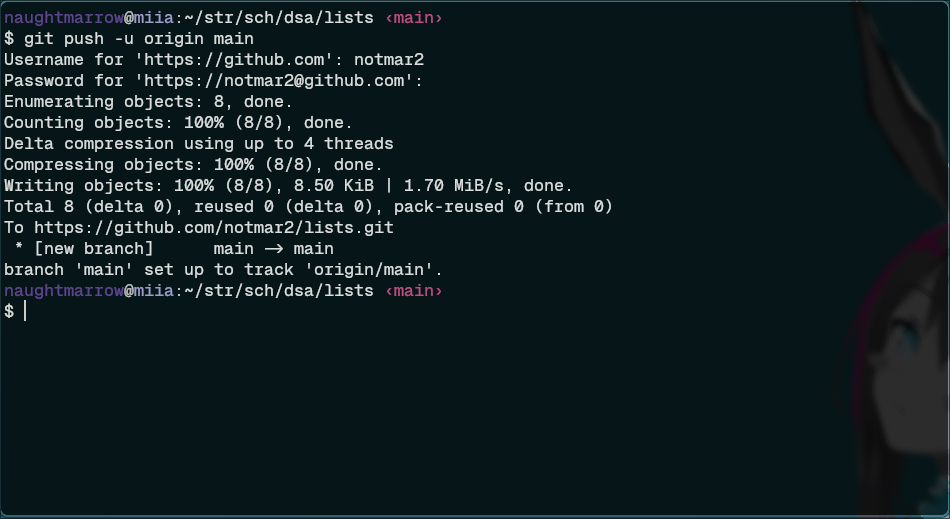 naughtmarrow@miia:~/str/sch/dsa/lists ‹main›
$ git push -u origin main
Username for 'https://github.com': notmar2
Password for 'https://notmar2@github.com':
Enumerating objects: 8, done.
Counting objects: 100% (8/8), done.
Delta compression using up to 4 threads
Compressing objects: 100% (8/8), done.
Writing objects: 100% (8/8), 8.50 KiB | 1.70 MiB/s, done.
Total 8 (delta 0), reused 0 (delta 0), pack-reused 0 (from 0)
To https://github.com/notmar2/lists.git
 * [new branch]      main -> main
branch 'main' set up to track 'origin/main'.
naughtmarrow@miia:~/str/sch/dsa/lists ‹main›
$